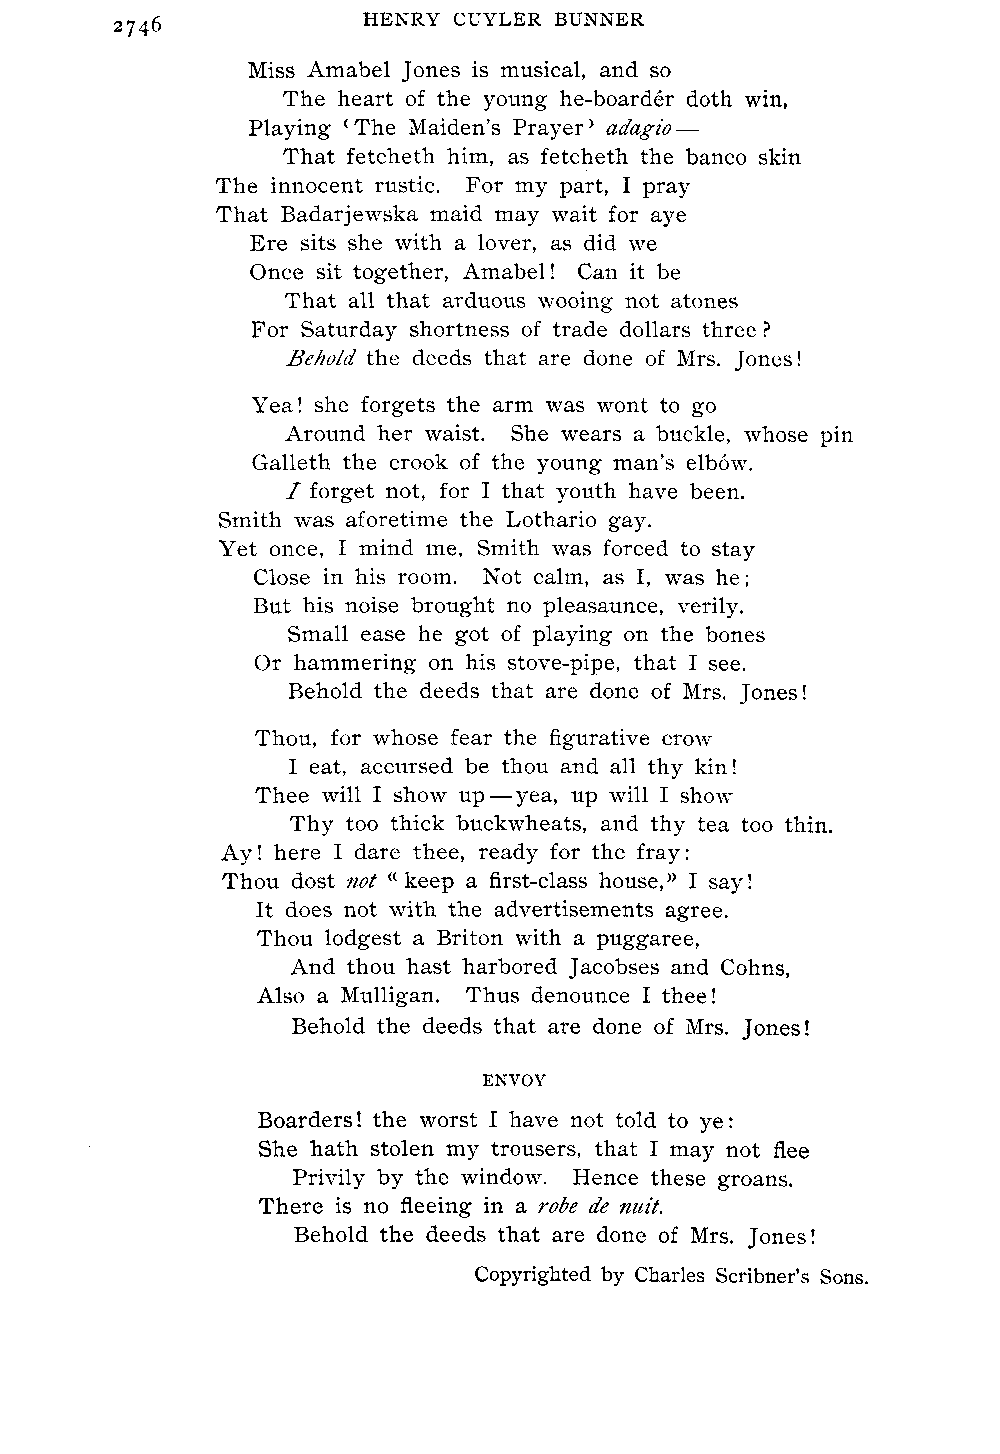 2746
HENRY CUYLER BUNNER
Miss Amabel Jones is musical, and so
The heart of the young he-boardér doth win,
Playing ‘The Maiden's Prayer’ adagio—
That fetcheth him, as fetcheth the banco skin
The innocent rustic. For my part, I pray
That Badarjewska maid may wait for aye
Ere sits she with a lover, as did we
Once sit together, Amabel! Can it be
That all that arduous wooing not atones
For Saturday shortness of trade dollars three?
Behold the deeds that are done of Mrs. Jones!
Yea! she forgets the arm was wont to go
Around her waist. She wears a buckle, whose pin
Galleth the crook of the young man's elbów.
I forget not, for I that youth have been.
Smith was aforetime the Lothario gay.
Yet once, I mind me, Smith was forced to stay
Close in his room. Not calm, as I, was he;
But his noise brought no pleasaunce, verily.
Small ease he got of playing on the bones
Or hammering on his stove-pipe, that I see.
Behold the deeds that are done of Mrs. Jones!
Thou, for whose fear the figurative crow
I eat, accursed be thou and all thy kin!
Thee will I show up—yea, up will I show
Thy too thick buckwheats, and thy tea too thin.
Ay! here I dare thee, ready for the fray:
Thou dost not “keep a first-class house,” I say!
It does not with the advertisements agree.
Thou lodgest a Briton with a puggaree,
And thou hast harbored Jacobses and Cohns,
Also a Mulligan. Thus denounce I thee!
Behold the deeds that are done of Mrs. Jones!
ENVOY
Boarders! the worst I have not told to ye:
She hath stolen my trousers, that I may not flee
Privily by the window. Hence these groans.
There is no fleeing in a robe de nuit.
Behold the deeds that are done of Mrs. Jones!
Copyrighted by Charles Scribner's Sons.